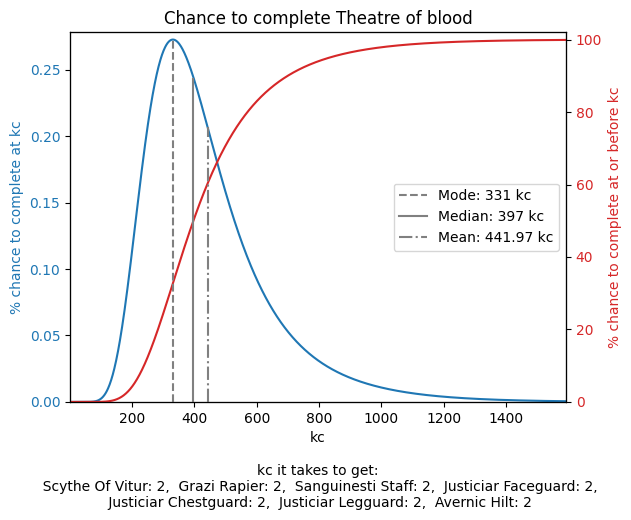 Chance to complete Theatre of blood
% chance to complete at kc
0.25
0.20
0.15
0.10
0.05
0.00
100
80
60
40
20
0
% chance to complete at or before kc
Mode: 331 kc
Median: 397 kc
Mean: 441.97 kc
200 400 600 800 1000 1200 1400
kc
kc it takes to get:
Scythe Of Vitur: 2,  Grazi Rapier: 2,  Sanguinesti Staff: 2,  Justiciar Faceguard: 2,
Justiciar Chestguard: 2,  Justiciar Legguard: 2,  Avernic Hilt: 2